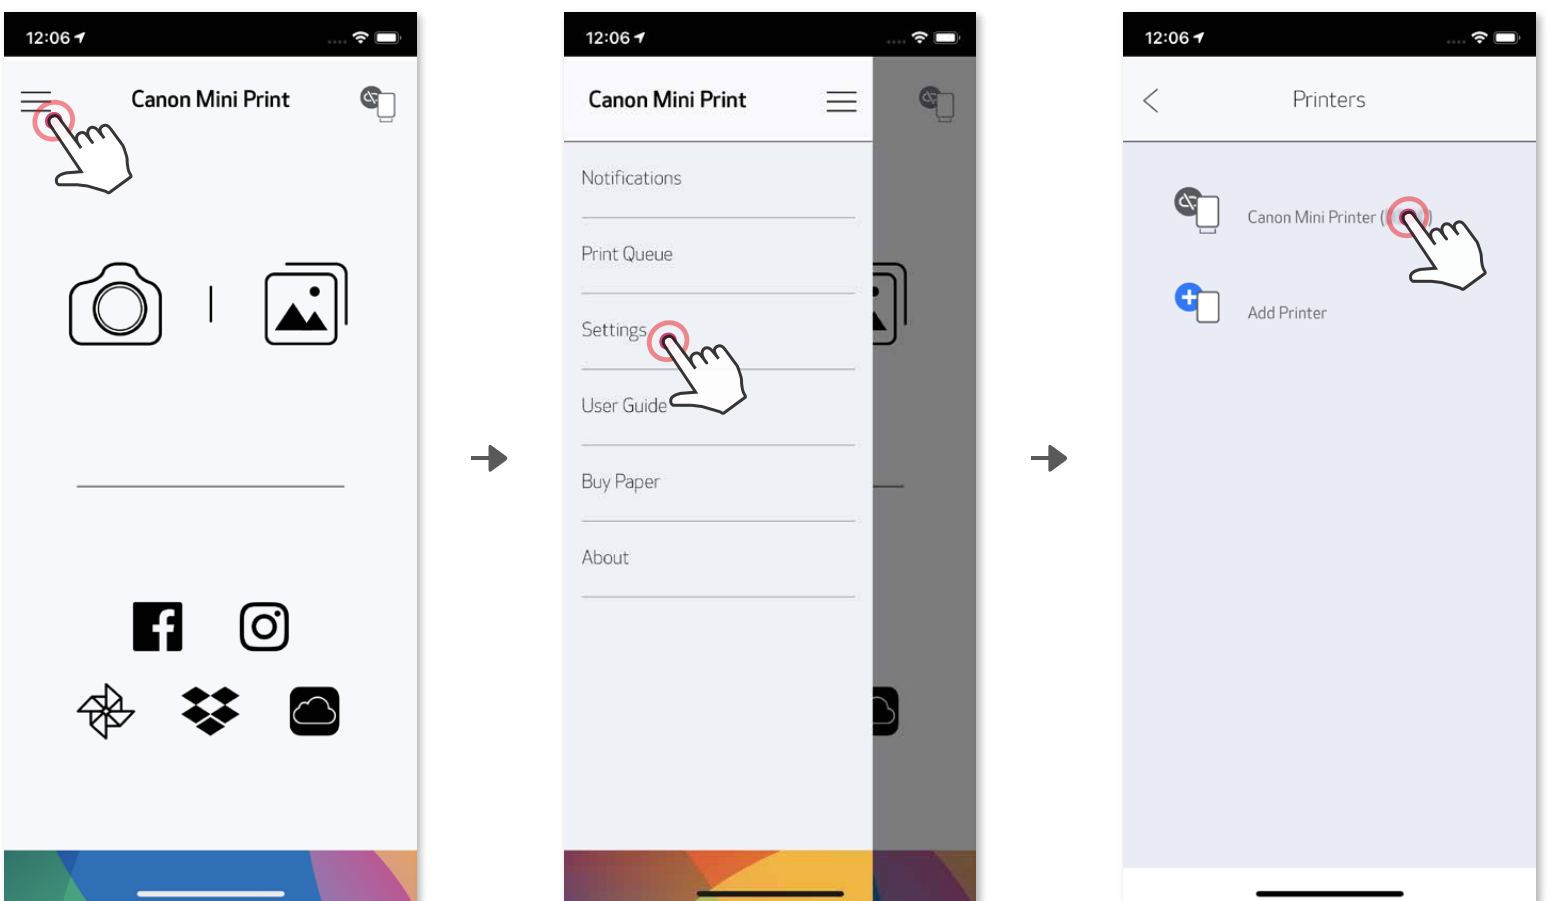 12:06
Canon Mini Print
12:06
Canon Mini Print
Notifications
Print Queue
Settings
User Guide
Buy Paper
About
12:06
Printers
Canon Mini Printer ( )
Add Printer